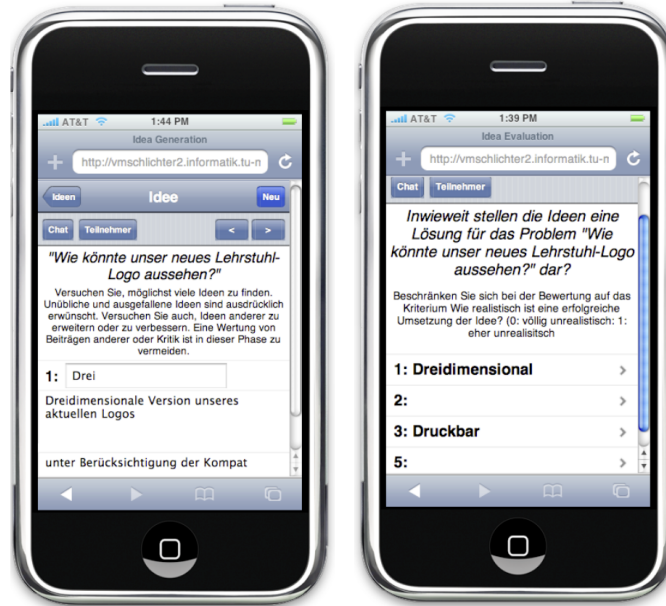 AT&T 1:44 PM
Idea Generation
http://vmschlichter2.informatik.tu-n
Ideen Idee Neu
Chat Teilnehmer < >
"Wie könnte unser neues Lehrstuhl-
Logo aussehen?"
Versuchen Sie, möglichst viele Ideen zu finden.
Unübliche und ausgefallene Ideen sind ausdrücklich
erwünscht. Versuchen Sie auch, Ideen anderer zu
erweitern oder zu verbessern. Eine Wertung von
Beiträgen anderer oder Kritik ist in dieser Phase zu
vermeiden.
1: Drei
Dreidimensionale Version unseres
aktuellen Logos
unter Berücksichtigung der Kompat
AT&T 1:39 PM
Idea Evaluation
http://vmschlichter2.informatik.tu-n
Chat Teilnehmer
Inwieweit stellen die Ideen eine
Lösung für das Problem "Wie
könnte unser neues Lehrstuhl-Logo
aussehen?" dar?
Beschränken Sie sich bei der Bewertung auf das
Kriterium Wie realistisch ist eine erfolgreiche
Umsetzung der Idee? (0: völlig unrealistisch: 1:
eher unrealisitsch
1: Dreidimensional
2:
3: Druckbar
5: